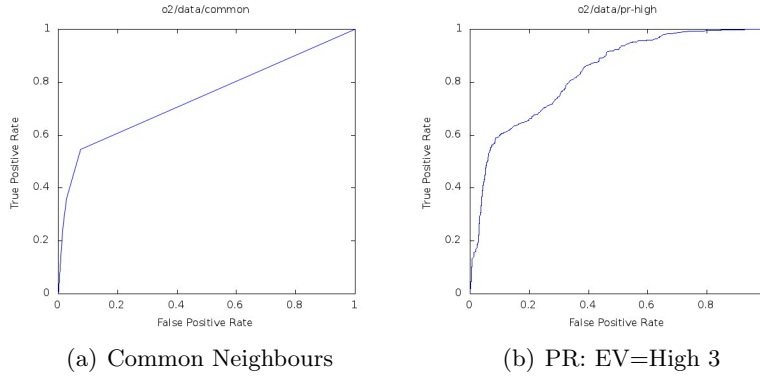 o2/data/common
1
0.8
0.6
0.4
0.2
0
True Positive Rate
0 0.2 0.4 0.6 0.8 1
False Positive Rate
(a) Common Neighbours
o2/data/pr-high
1
0.8
0.6
0.4
0.2
0
True Positive Rate
0 0.2 0.4 0.6 0.8
False Positive Rate
(b) PR: EV=High 3